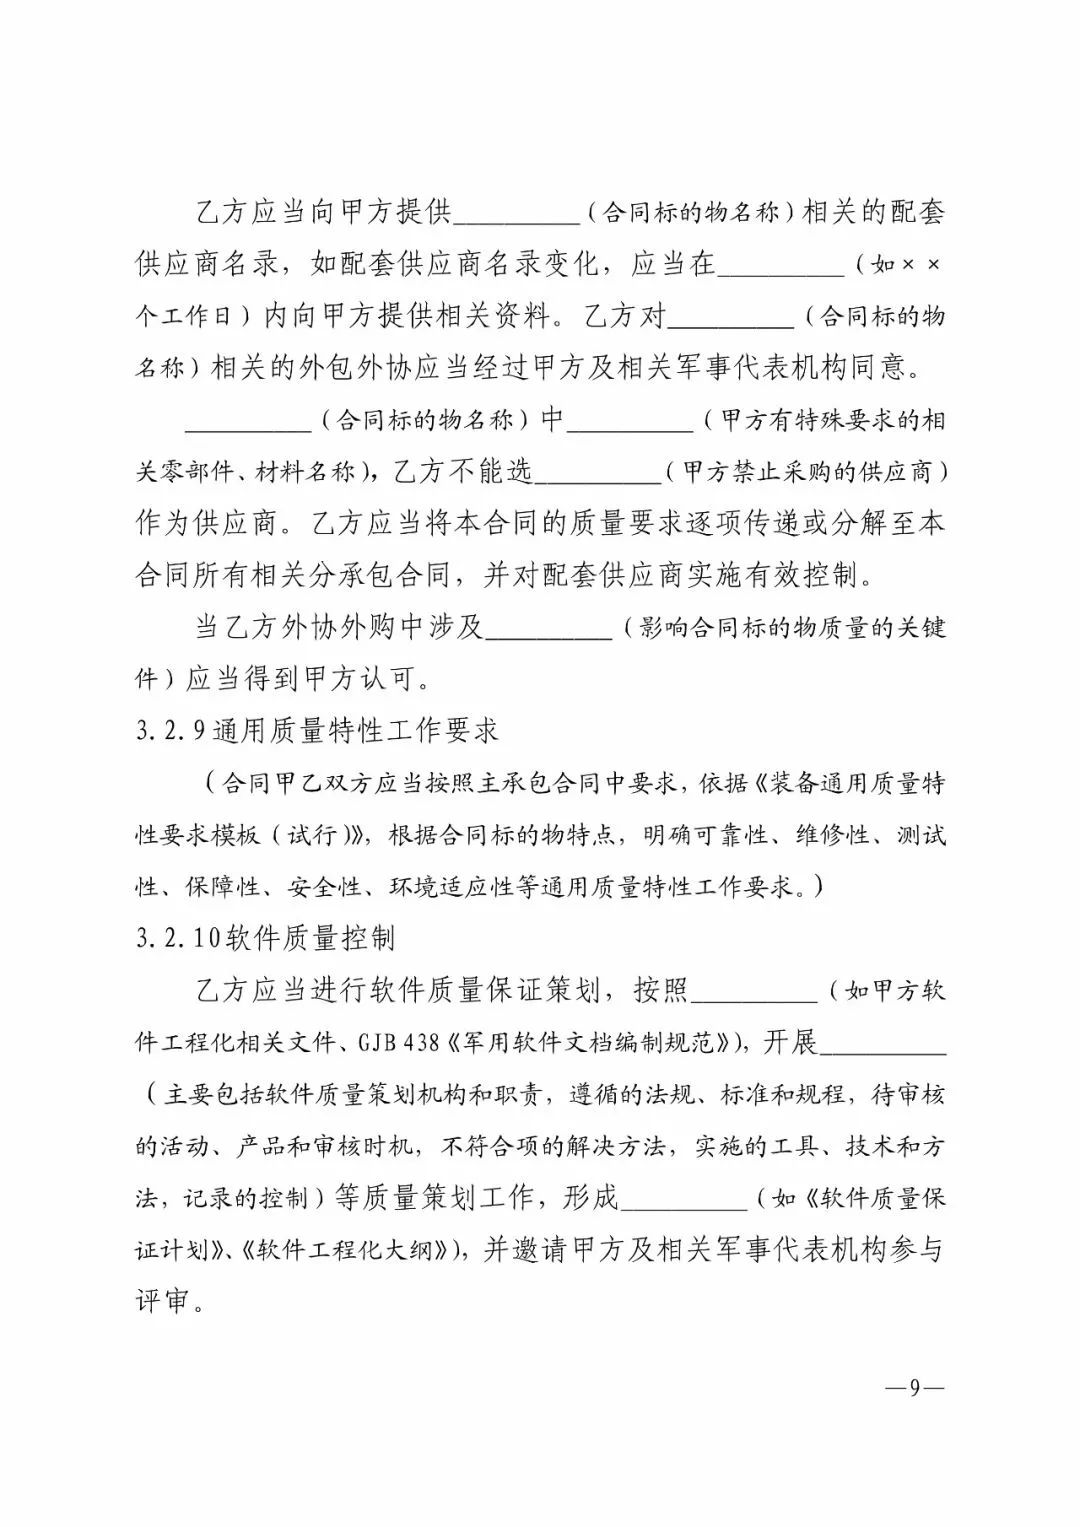 乙方应当向甲方提供__________（合同标的物名称）相关的配套
供应商名录，如配套供应商名录变化，应当在__________（如××
个工作日）内向甲方提供相关资料。乙方对__________（合同标的物
名称）相关的外包外协应当经过甲方及相关军事代表机构同意。
__________（合同标的物名称）中__________（甲方有特殊要求的相
关零部件、材料名称），乙方不能选__________（甲方禁止采购的供应商）
作为供应商。乙方应当将本合同的质量要求逐项传递或分解至本
合同所有相关分承包合同，并对配套供应商实施有效控制。
当乙方外协外购中涉及__________（影响合同标的物质量的关键
件）应当得到甲方认可。
3.2.9通用质量特性工作要求
（合同甲乙双方应当按照主承包合同中要求，依据《装备通用质量特
性要求模板（试行）》，根据合同标的物特点，明确可靠性、维修性、测试
性、保障性、安全性、环境适应性等通用质量特性工作要求。）
3.2.10软件质量控制
乙方应当进行软件质量保证策划，按照__________（如甲方软
件工程化相关文件、GJB 438《军用软件文档编制规范》），开展__________
（主要包括软件质量策划机构和职责，遵循的法规、标准和规程，待审核
的活动、产品和审核时机，不符合项的解决方法，实施的工具、技术和方
法，记录的控制）等质量策划工作，形成__________（如《软件质量保
证计划》、《软件工程化大纲》），并邀请甲方及相关军事代表机构参与
评审。
—9—